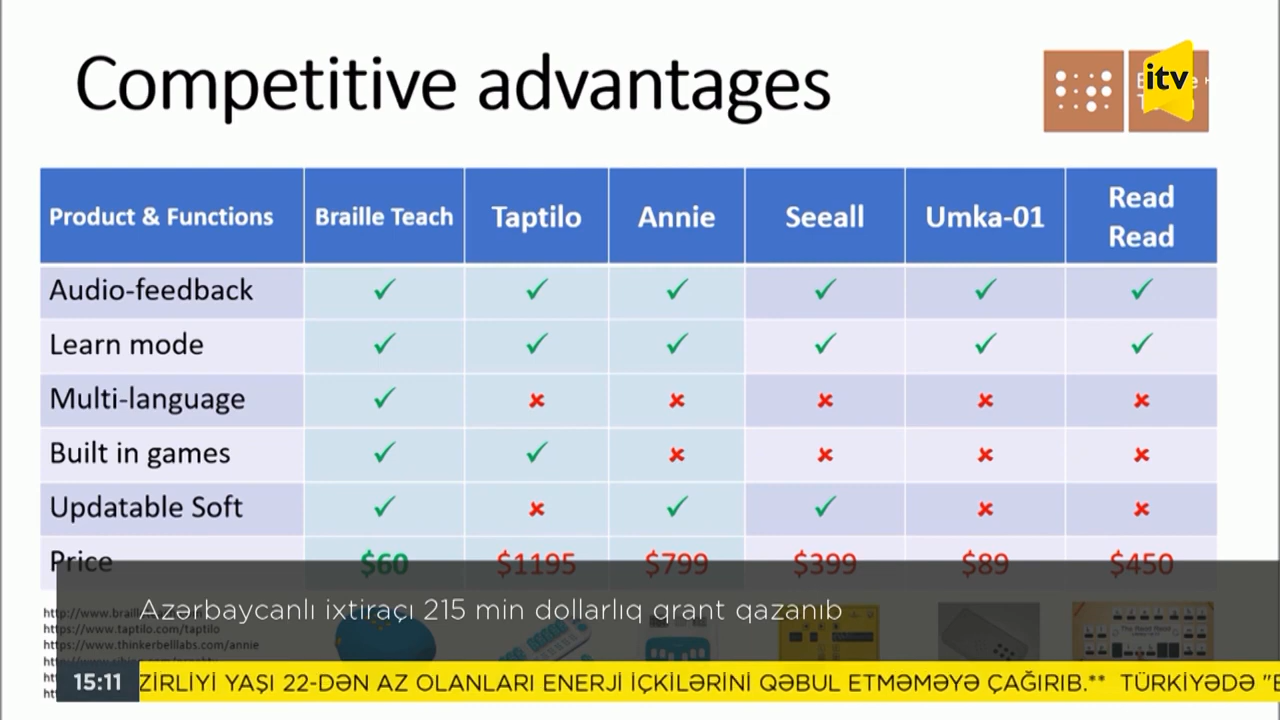 Competitive advantages
itv
Product & Functions Braille Teach Taptilo Annie Seeall Umka-01 Read Read
Audio-feedback ✓ ✓ ✓ ✓ ✓ ✓
Learn mode ✓ ✓ ✓ ✓ ✓ ✓
Multi-language ✓ × × × × ×
Built in games ✓ ✓ × × × ×
Updatable Soft ✓ × ✓ ✓ × ×
Price $60 $1195 $799 $399 $89 $450
https://www.taptilo.com/taptilo
https://www.thinkerbelllabs.com/annie
Azərbaycanlı ixtiraçı 215 min dollarlıq qrant qazanıb
15:11 ZİRLİYİ YAŞI 22-DƏN AZ OLANLARI ENERJİ İÇKİLƏRİNİ QƏBUL ETMƏMƏYƏ ÇAĞIRIB.** TÜRKİYƏDƏ